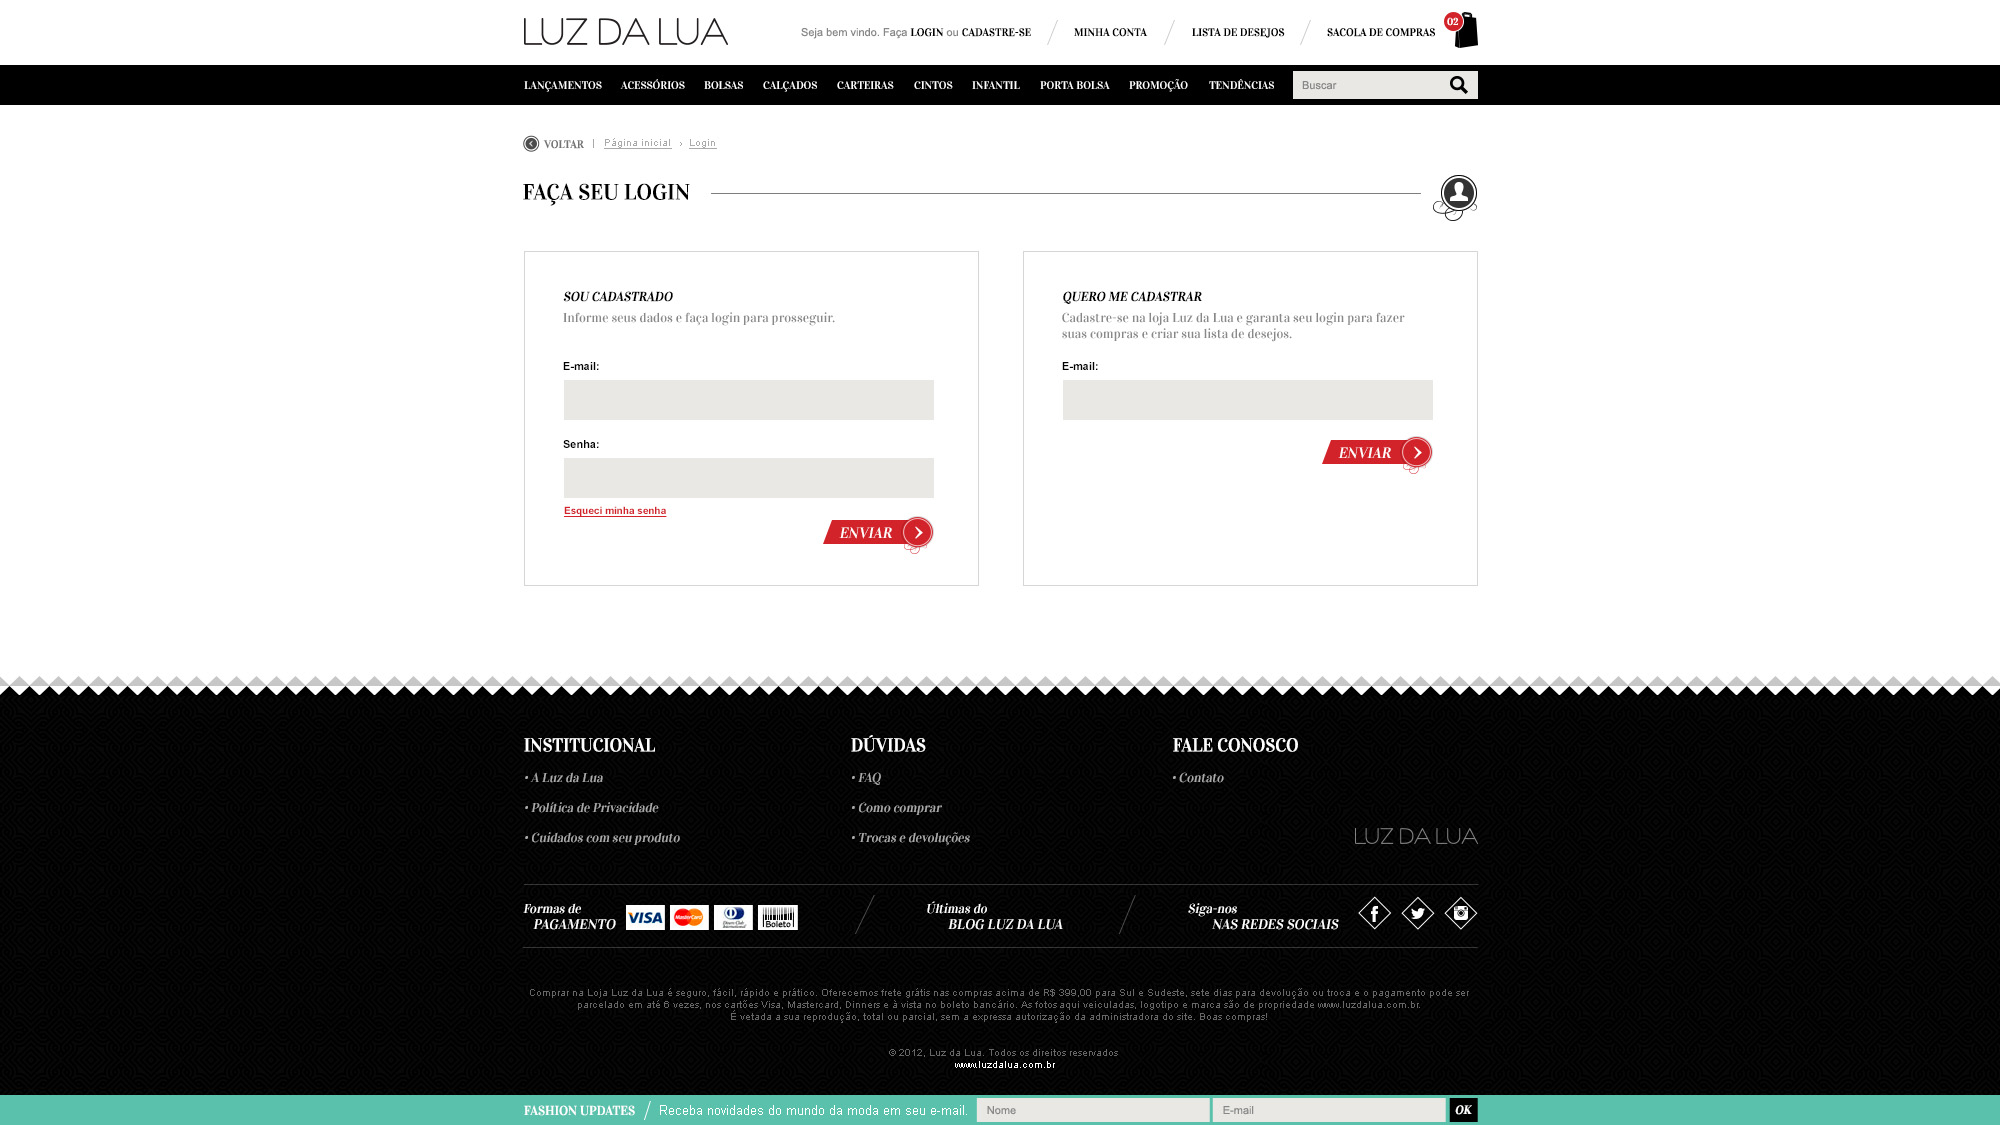 LUZ DA LUA
Seja bem vindo. Faça LOGIN ou CADASTRE-SE
MINHA CONTA
LISTA DE DESEJOS
SACOLA DE COMPRAS
02
LANÇAMENTOS ACESSÓRIOS BOLSAS CALÇADOS CARTEIRAS CINTOS INFANTIL PORTA BOLSA PROMOÇÃO TENDÊNCIAS
Buscar
VOLTAR | Página inicial › Login
FAÇA SEU LOGIN
SOU CADASTRADO
Informe seus dados e faça login para prosseguir.
E-mail:
Senha:
Esqueci minha senha
ENVIAR
QUERO ME CADASTRAR
Cadastre-se na loja Luz da Lua e garanta seu login para fazer
suas compras e criar sua lista de desejos.
E-mail:
ENVIAR
INSTITUCIONAL
• A Luz da Lua
• Política de Privacidade
• Cuidados com seu produto
DÚVIDAS
• FAQ
• Como comprar
• Trocas e devoluções
FALE CONOSCO
• Contato
LUZ DA LUA
Formas de
PAGAMENTO
VISA
MasterCard
Diners Club
International
Boleto
Últimas do
BLOG LUZ DA LUA
Siga-nos
NAS REDES SOCIAIS
Comprar na Loja Luz da Lua é seguro, fácil, rápido e prático. Oferecemos frete grátis nas compras acima de R$ 399,00 para Sul e Sudeste, sete dias para devolução ou troca e o pagamento pode ser
parcelado em até 6 vezes, nos cartões Visa, Mastercard, Dinners e à vista no boleto bancário. As fotos aqui veiculadas, logotipo e marca são de propriedade www.luzdalua.com.br.
É vetada a sua reprodução, total ou parcial, sem a expressa autorização da administradora do site. Boas compras!
© 2012, Luz da Lua. Todos os direitos reservados
www.luzdalua.com.br
FASHION UPDATES / Receba novidades do mundo da moda em seu e-mail.
Nome
E-mail
OK